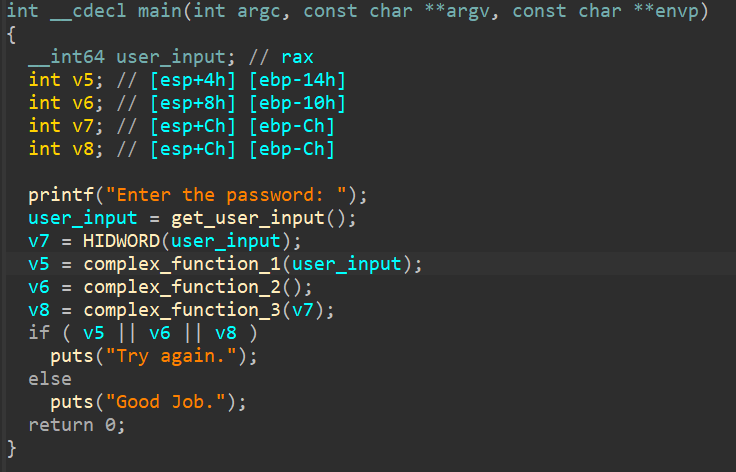 int __cdecl main(int argc, const char **argv, const char **envp)
{
  __int64 user_input; // rax
  int v5; // [esp+4h] [ebp-14h]
  int v6; // [esp+8h] [ebp-10h]
  int v7; // [esp+Ch] [ebp-Ch]
  int v8; // [esp+Ch] [ebp-Ch]

  printf("Enter the password: ");
  user_input = get_user_input();
  v7 = HIDWORD(user_input);
  v5 = complex_function_1(user_input);
  v6 = complex_function_2();
  v8 = complex_function_3(v7);
  if ( v5 || v6 || v8 )
    puts("Try again.");
  else
    puts("Good Job.");
  return 0;
}